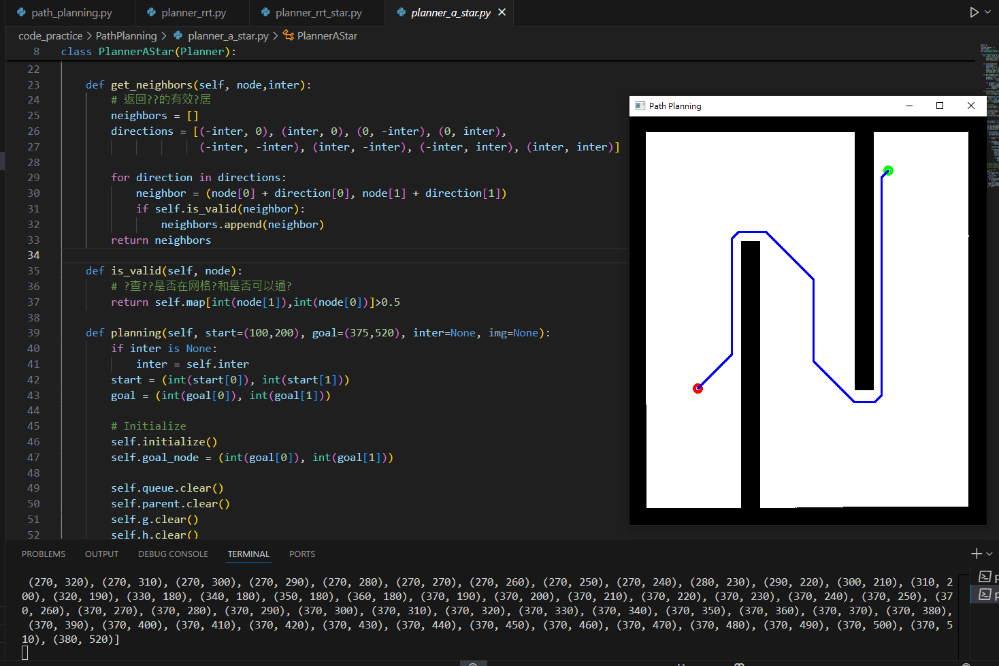 path_planning.py
planner_rrt.py
planner_rrt_star.py
planner_a_star.py
code_practice > PathPlanning > planner_a_star.py > PlannerAStar
8 class PlannerAStar(Planner):
22
23 def get_neighbors(self, node,inter):
24 # 返回??的有效?居
25 neighbors = []
26 directions = [(-inter, 0), (inter, 0), (0, -inter), (0, inter),
27 (-inter, -inter), (inter, -inter), (-inter, inter), (inter, inter)]
28
29 for direction in directions:
30 neighbor = (node[0] + direction[0], node[1] + direction[1])
31 if self.is_valid(neighbor):
32 neighbors.append(neighbor)
33 return neighbors
34
35 def is_valid(self, node):
36 # ?查??是否在网格?和是否可以通?
37 return self.map[int(node[1]),int(node[0])]>0.5
38
39 def planning(self, start=(100,200), goal=(375,520), inter=None, img=None):
40 if inter is None:
41 inter = self.inter
42 start = (int(start[0]), int(start[1]))
43 goal = (int(goal[0]), int(goal[1]))
44
45 # Initialize
46 self.initialize()
47 self.goal_node = (int(goal[0]), int(goal[1]))
48
49 self.queue.clear()
50 self.parent.clear()
51 self.g.clear()
52 self.h.clear()
Path Planning
PROBLEMS OUTPUT DEBUG CONSOLE TERMINAL PORTS
(270, 320), (270, 310), (270, 300), (270, 290), (270, 280), (270, 270), (270, 260), (270, 250), (270, 240), (280, 230), (290, 220), (300, 210), (310, 2
00), (320, 190), (330, 180), (340, 180), (350, 180), (360, 180), (370, 190), (370, 200), (370, 210), (370, 220), (370, 230), (370, 240), (370, 250), (37
0, 260), (370, 270), (370, 280), (370, 290), (370, 300), (370, 310), (370, 320), (370, 330), (370, 340), (370, 350), (370, 360), (370, 370), (370, 380),
(370, 390), (370, 400), (370, 410), (370, 420), (370, 430), (370, 440), (370, 450), (370, 460), (370, 470), (370, 480), (370, 490), (370, 500), (370, 5
10), (380, 520)]
p
p